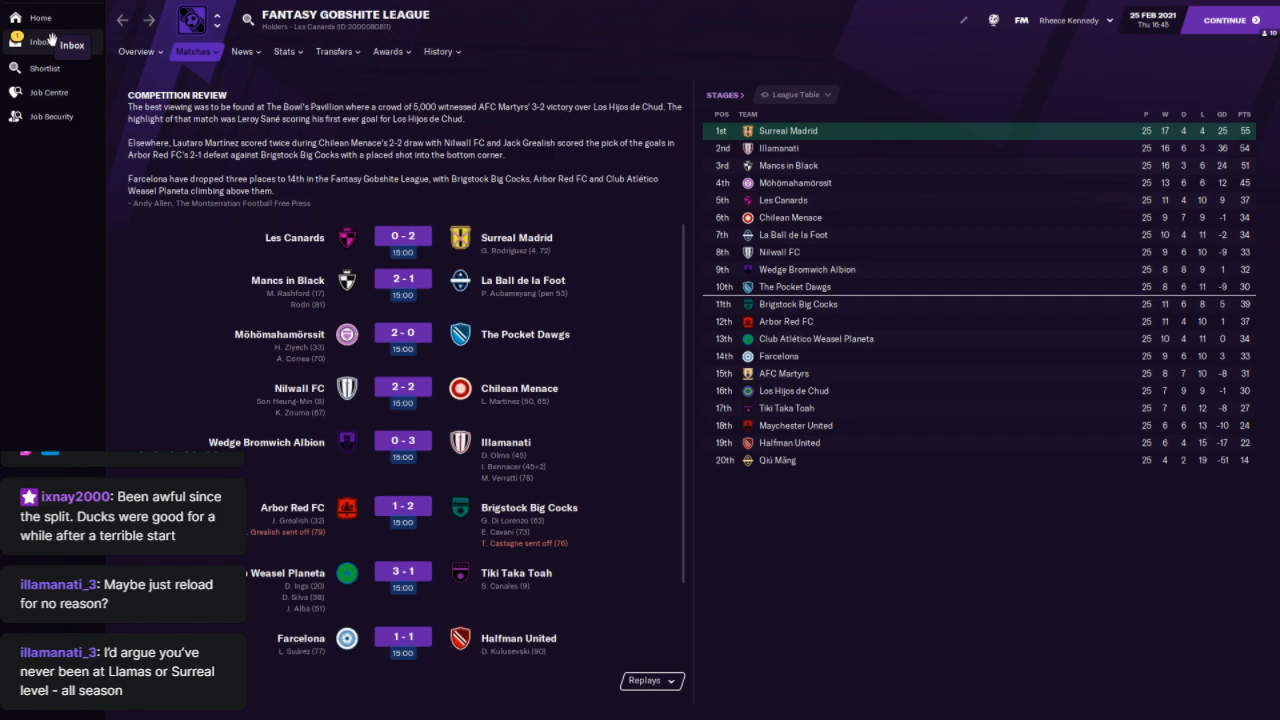 Home
Inbox
Inbox
Shortlist
Job Centre
Job Security
1
FANTASY GOBSHITE LEAGUE
Holders - Les Canards (ID:2000080811)
FM
Rheece Kennedy
25 FEB 2021
Thu 16:45
CONTINUE
10
Overview
Matches
News
Stats
Transfers
Awards
History
COMPETITION REVIEW
The best viewing was to be found at The Bowl's Pavilion where a crowd of 5,000 witnessed AFC Martyrs' 3-2 victory over Los Hijos de Chud. The
highlight of that match was Leroy Sané scoring his first ever goal for Los Hijos de Chud.
Elsewhere, Lautaro Martínez scored twice during Chilean Menace's 2-2 draw with Nilwall FC and Jack Grealish scored the pick of the goals in
Arbor Red FC's 2-1 defeat against Brigstock Big Cocks with a placed shot into the bottom corner.
Farcelona have dropped three places to 14th in the Fantasy Gobshite League, with Brigstock Big Cocks, Arbor Red FC and Club Atlético
Weasel Planeta climbing above them.
- Andy Allen, The Montserratian Football Free Press
Les Canards 0 - 2 Surreal Madrid
15:00 G. Rodríguez (4, 72)
Mancs in Black 2 - 1 La Ball de la Foot
M. Rashford (17) 15:00 P. Aubameyang (pen 53)
Rodri (81)
Möhömahamörssit 2 - 0 The Pocket Dawgs
H. Ziyech (33) 15:00
A. Correa (70)
Nilwall FC 2 - 2 Chilean Menace
Son Heung-Min (8) 15:00 L. Martínez (50, 65)
K. Zouma (67)
Wedge Bromwich Albion 0 - 3 Illamanati
15:00 D. Olmo (45)
I. Bennacer (45+2)
M. Verratti (78)
Arbor Red FC 1 - 2 Brigstock Big Cocks
J. Grealish (32) 15:00 G. Di Lorenzo (62)
Grealish sent off (79) E. Cavani (73)
T. Castagne sent off (76)
Weasel Planeta 3 - 1 Tiki Taka Toah
D. Ings (20) 15:00 S. Canales (9)
D. Silva (38)
J. Alba (51)
Farcelona 1 - 1 Halfman United
L. Suárez (77) 15:00 D. Kulusevski (90)
Replays
STAGES
League Table
POS TEAM P W D L GD PTS
1st Surreal Madrid 25 17 4 4 25 55
2nd Illamanati 25 16 6 3 36 54
3rd Mancs in Black 25 16 3 6 24 51
4th Möhömahamörssit 25 13 6 6 12 45
5th Les Canards 25 11 4 10 9 37
6th Chilean Menace 25 9 7 9 -1 34
7th La Ball de la Foot 25 10 4 11 -2 34
8th Nilwall FC 25 9 6 10 -9 33
9th Wedge Bromwich Albion 25 8 8 9 1 32
10th The Pocket Dawgs 25 8 6 11 -9 30
11th Brigstock Big Cocks 25 11 6 8 5 39
12th Arbor Red FC 25 11 4 10 1 37
13th Club Atlético Weasel Planeta 25 10 4 11 0 34
14th Farcelona 25 9 6 10 3 33
15th AFC Martyrs 25 8 7 10 -8 31
16th Los Hijos de Chud 25 7 9 9 -1 30
17th Tiki Taka Toah 25 7 6 12 -8 27
18th Maychester United 25 6 6 13 -10 24
19th Halfman United 25 6 4 15 -17 22
20th Qiú Mǎng 25 4 2 19 -51 14
ixnay2000: Been awful since
the split. Ducks were good for a
while after a terrible start
illamanati_3: Maybe just reload
for no reason?
illamanati_3: I'd argue you've
never been at Llamas or Surreal
level - all season